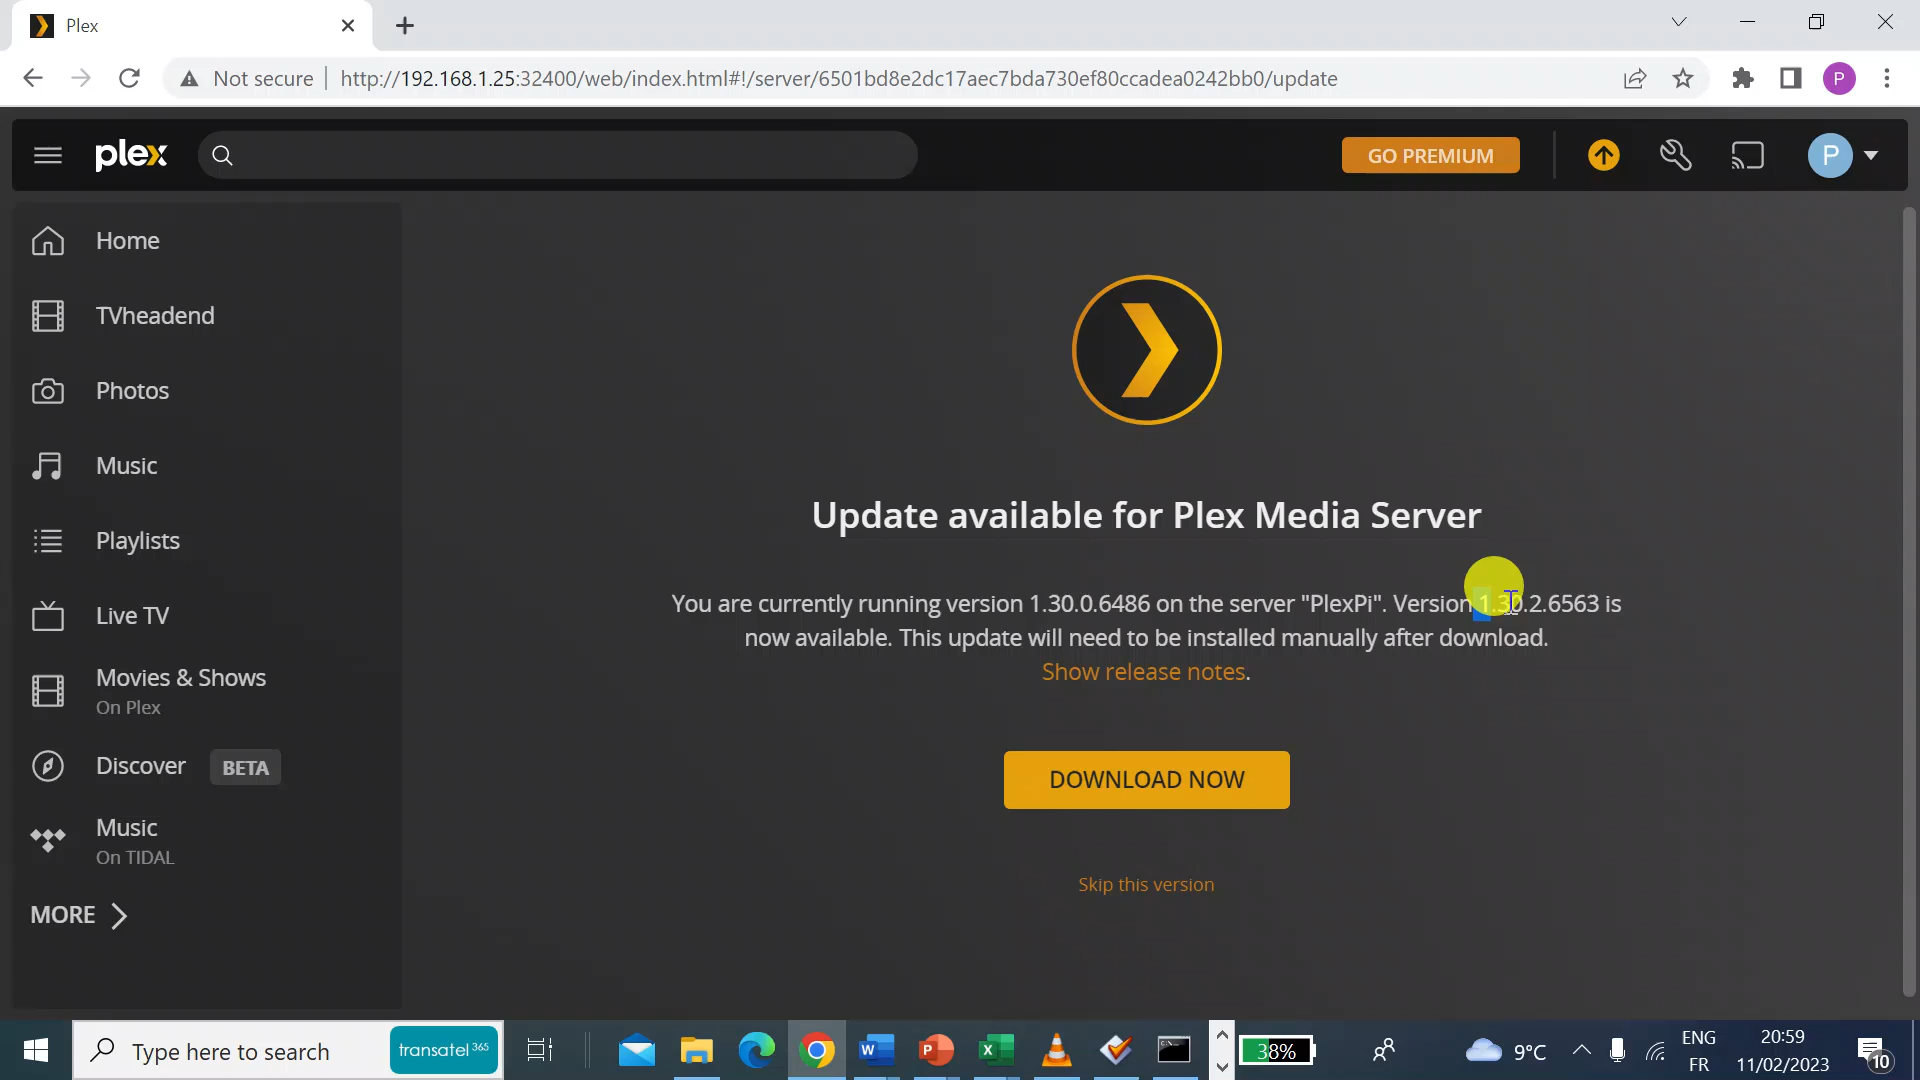 Plex
Not secure
http://192.168.1.25:32400/web/index.html#!/server/6501bd8e2dc17aec7bda730ef80ccadea0242bb0/update
P
plex
GO PREMIUM
P
Home
TVheadend
Photos
Music
Playlists
Live TV
Movies & Shows
On Plex
Discover BETA
Music
On TIDAL
MORE
Update available for Plex Media Server
You are currently running version 1.30.0.6486 on the server "PlexPi". Version 1.30.2.6563 is
now available. This update will need to be installed manually after download.
Show release notes.
DOWNLOAD NOW
Skip this version
Type here to search
transatel 365
W
P
X
38%
9°C
ENG
FR
20:59
11/02/2023
10